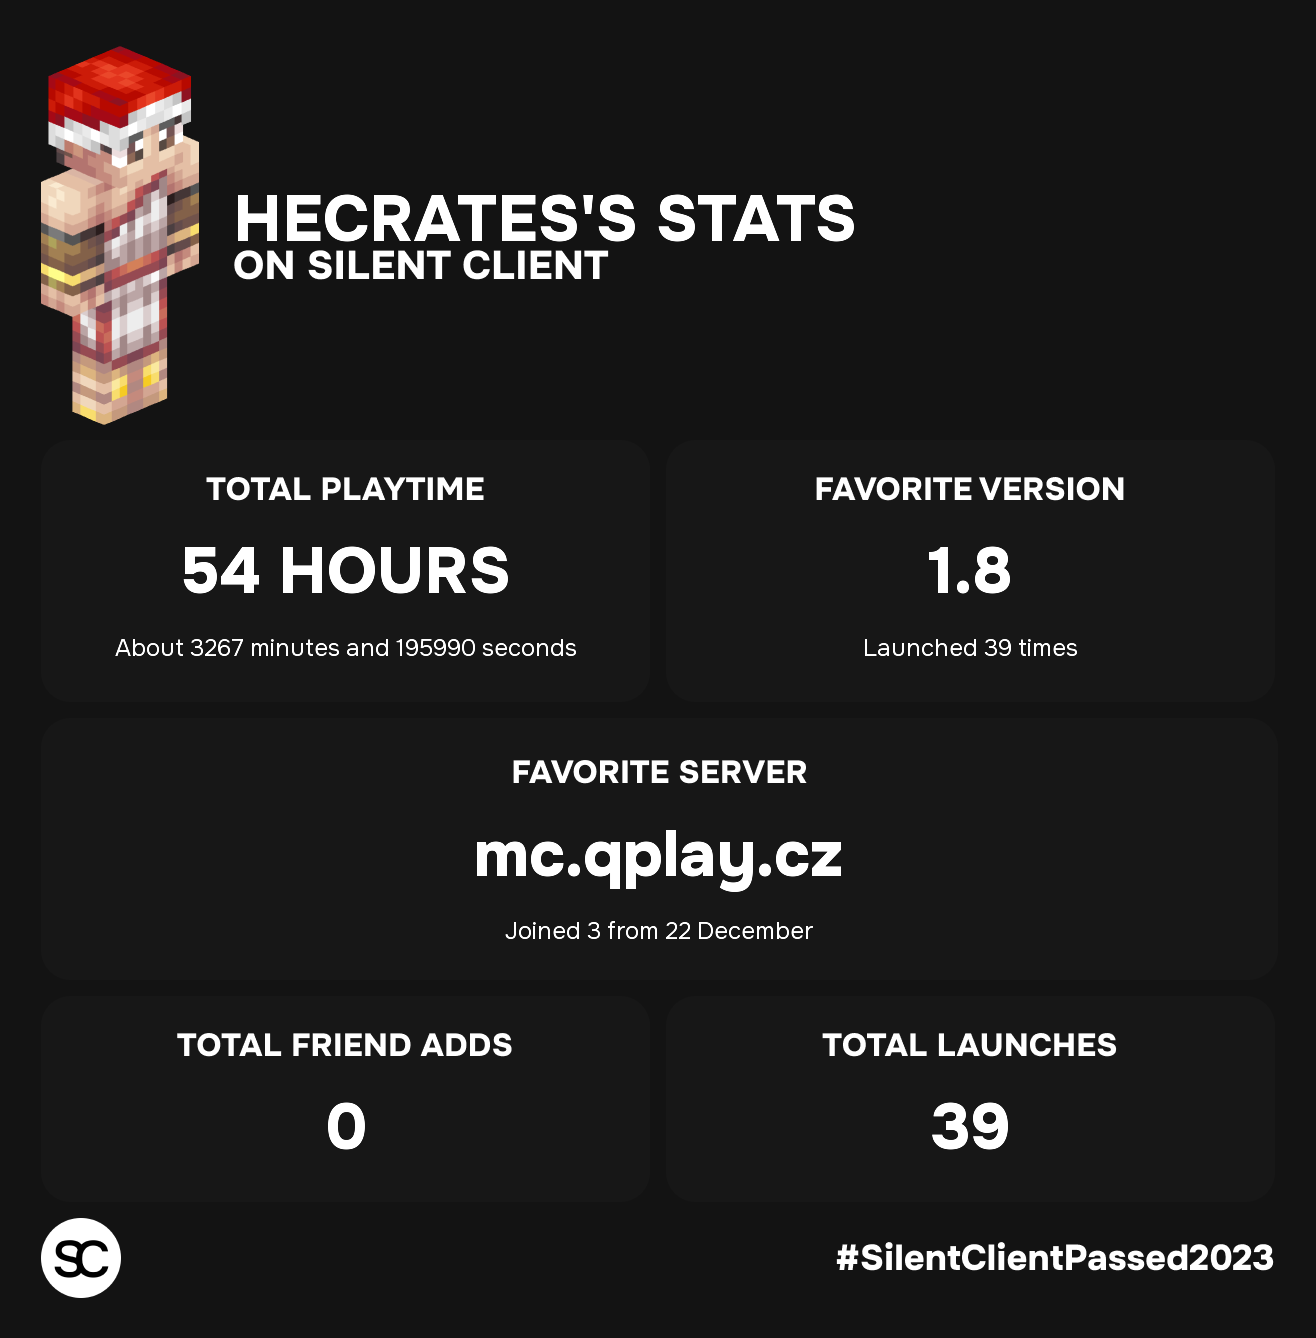 HECRATES'S STATS
ON SILENT CLIENT
TOTAL PLAYTIME
54 HOURS
About 3267 minutes and 195990 seconds
FAVORITE VERSION
1.8
Launched 39 times
FAVORITE SERVER
mc.qplay.cz
Joined 3 from 22 December
TOTAL FRIEND ADDS
0
TOTAL LAUNCHES
39
SC
#SilentClientPassed2023